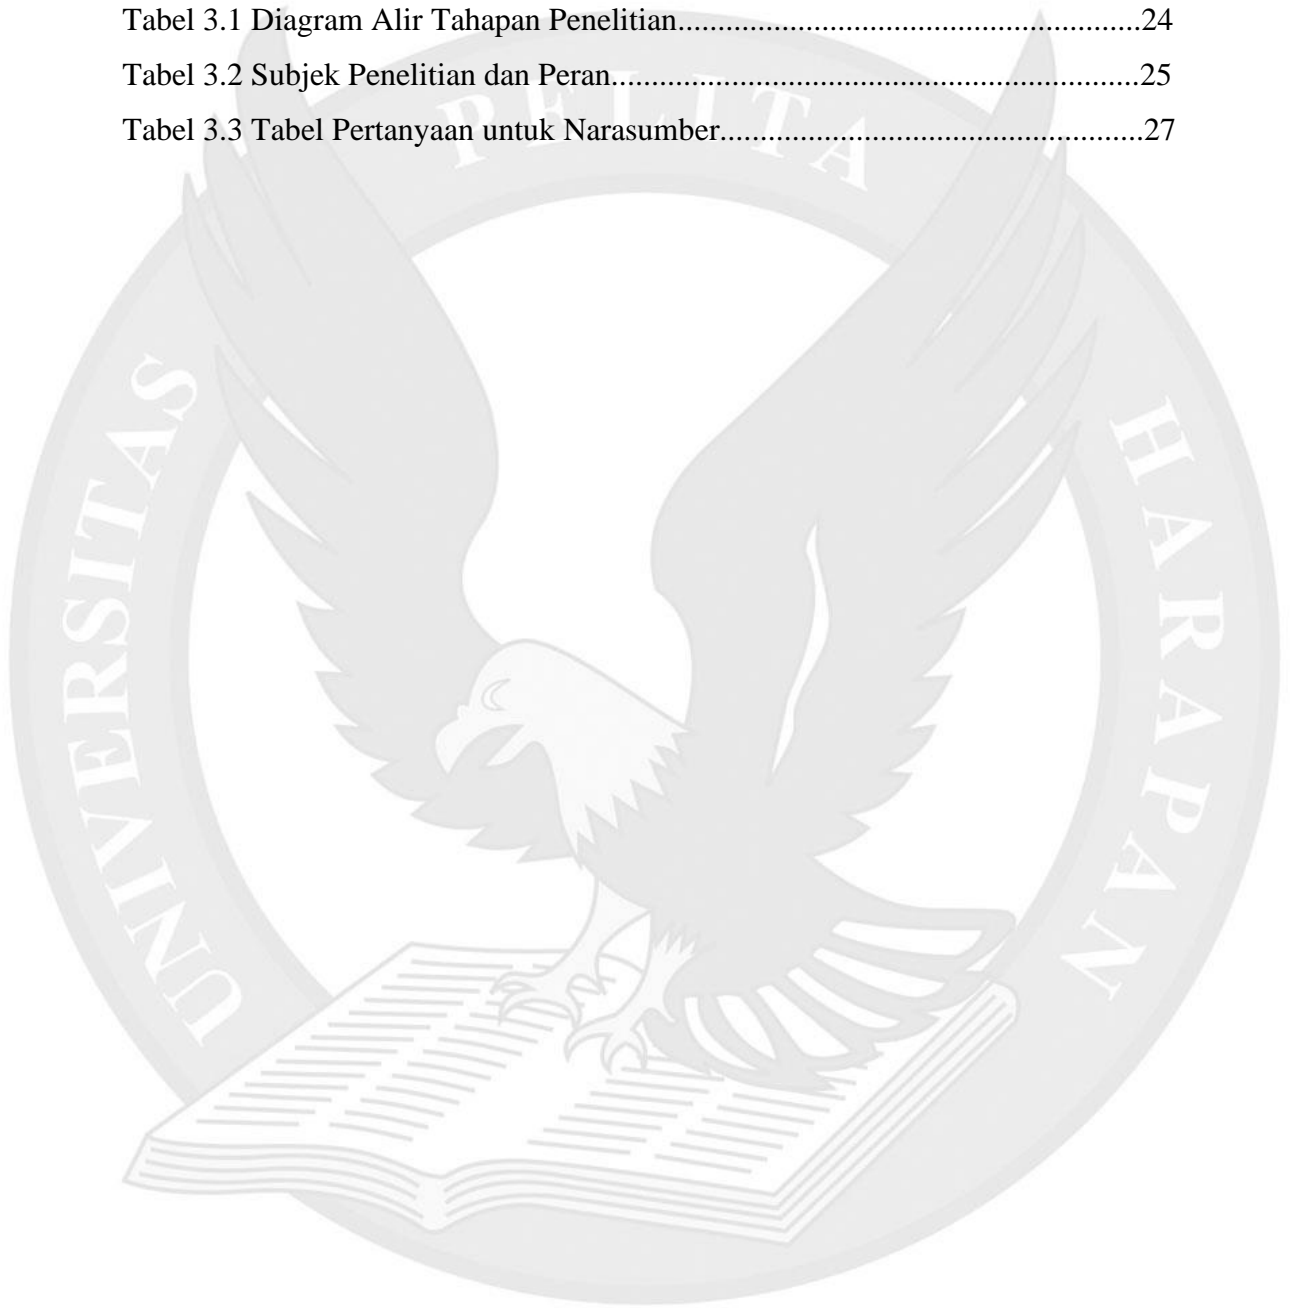 Tabel 3.1 Diagram Alir Tahapan Penelitian..........................................................24
Tabel 3.2 Subjek Penelitian dan Peran..................................................................25
Tabel 3.3 Tabel Pertanyaan untuk Narasumber.....................................................27
UNIVERSITAS PELITA HARAPAN